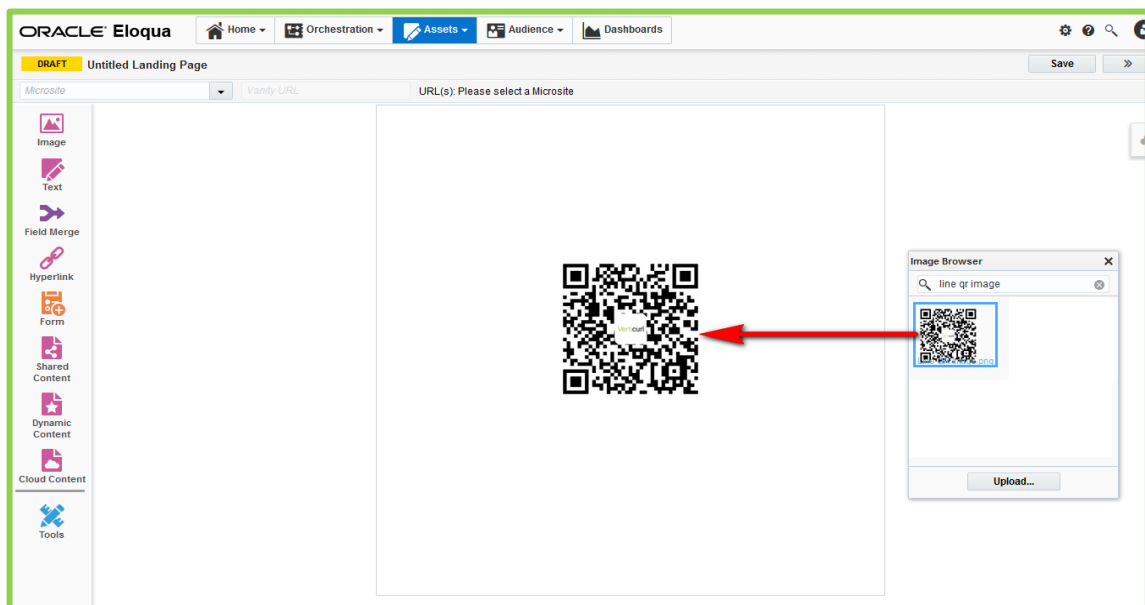 ORACLE Eloqua
Home
Orchestration
Assets
Audience
Dashboards
DRAFT
Untitled Landing Page
Save
Microsite
Vanity URL
URL(s): Please select a Microsite
Image
Text
Field Merge
Hyperlink
Form
Shared
Content
Dynamic
Content
Cloud Content
Tools
Verticurl
Image Browser
line qr image
png
Upload...